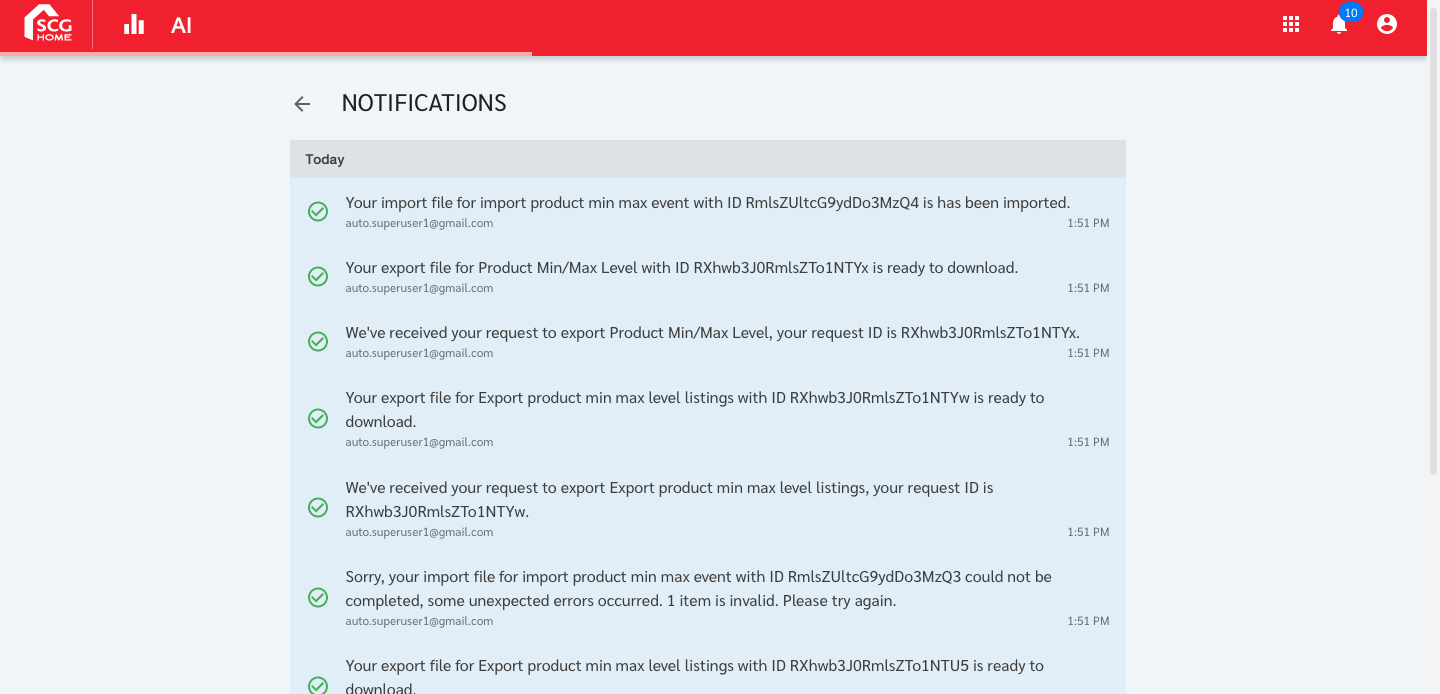 SCG
HOME
AI
10
NOTIFICATIONS
Today
Your import file for import product min max event with ID RmlsZUltcG9ydDo3MzQ4 is has been imported.
auto.superuser1@gmail.com
1:51 PM
Your export file for Product Min/Max Level with ID RXhwb3J0RmlsZTo1NTYx is ready to download.
auto.superuser1@gmail.com
1:51 PM
We've received your request to export Product Min/Max Level, your request ID is RXhwb3J0RmlsZTo1NTYx.
auto.superuser1@gmail.com
1:51 PM
Your export file for Export product min max level listings with ID RXhwb3J0RmlsZTo1NTYw is ready to
download.
auto.superuser1@gmail.com
1:51 PM
We've received your request to export Export product min max level listings, your request ID is
RXhwb3J0RmlsZTo1NTYw.
auto.superuser1@gmail.com
1:51 PM
Sorry, your import file for import product min max event with ID RmlsZUltcG9ydDo3MzQ3 could not be
completed, some unexpected errors occurred. 1 item is invalid. Please try again.
auto.superuser1@gmail.com
1:51 PM
Your export file for Export product min max level listings with ID RXhwb3J0RmlsZTo1NTU5 is ready to
download.